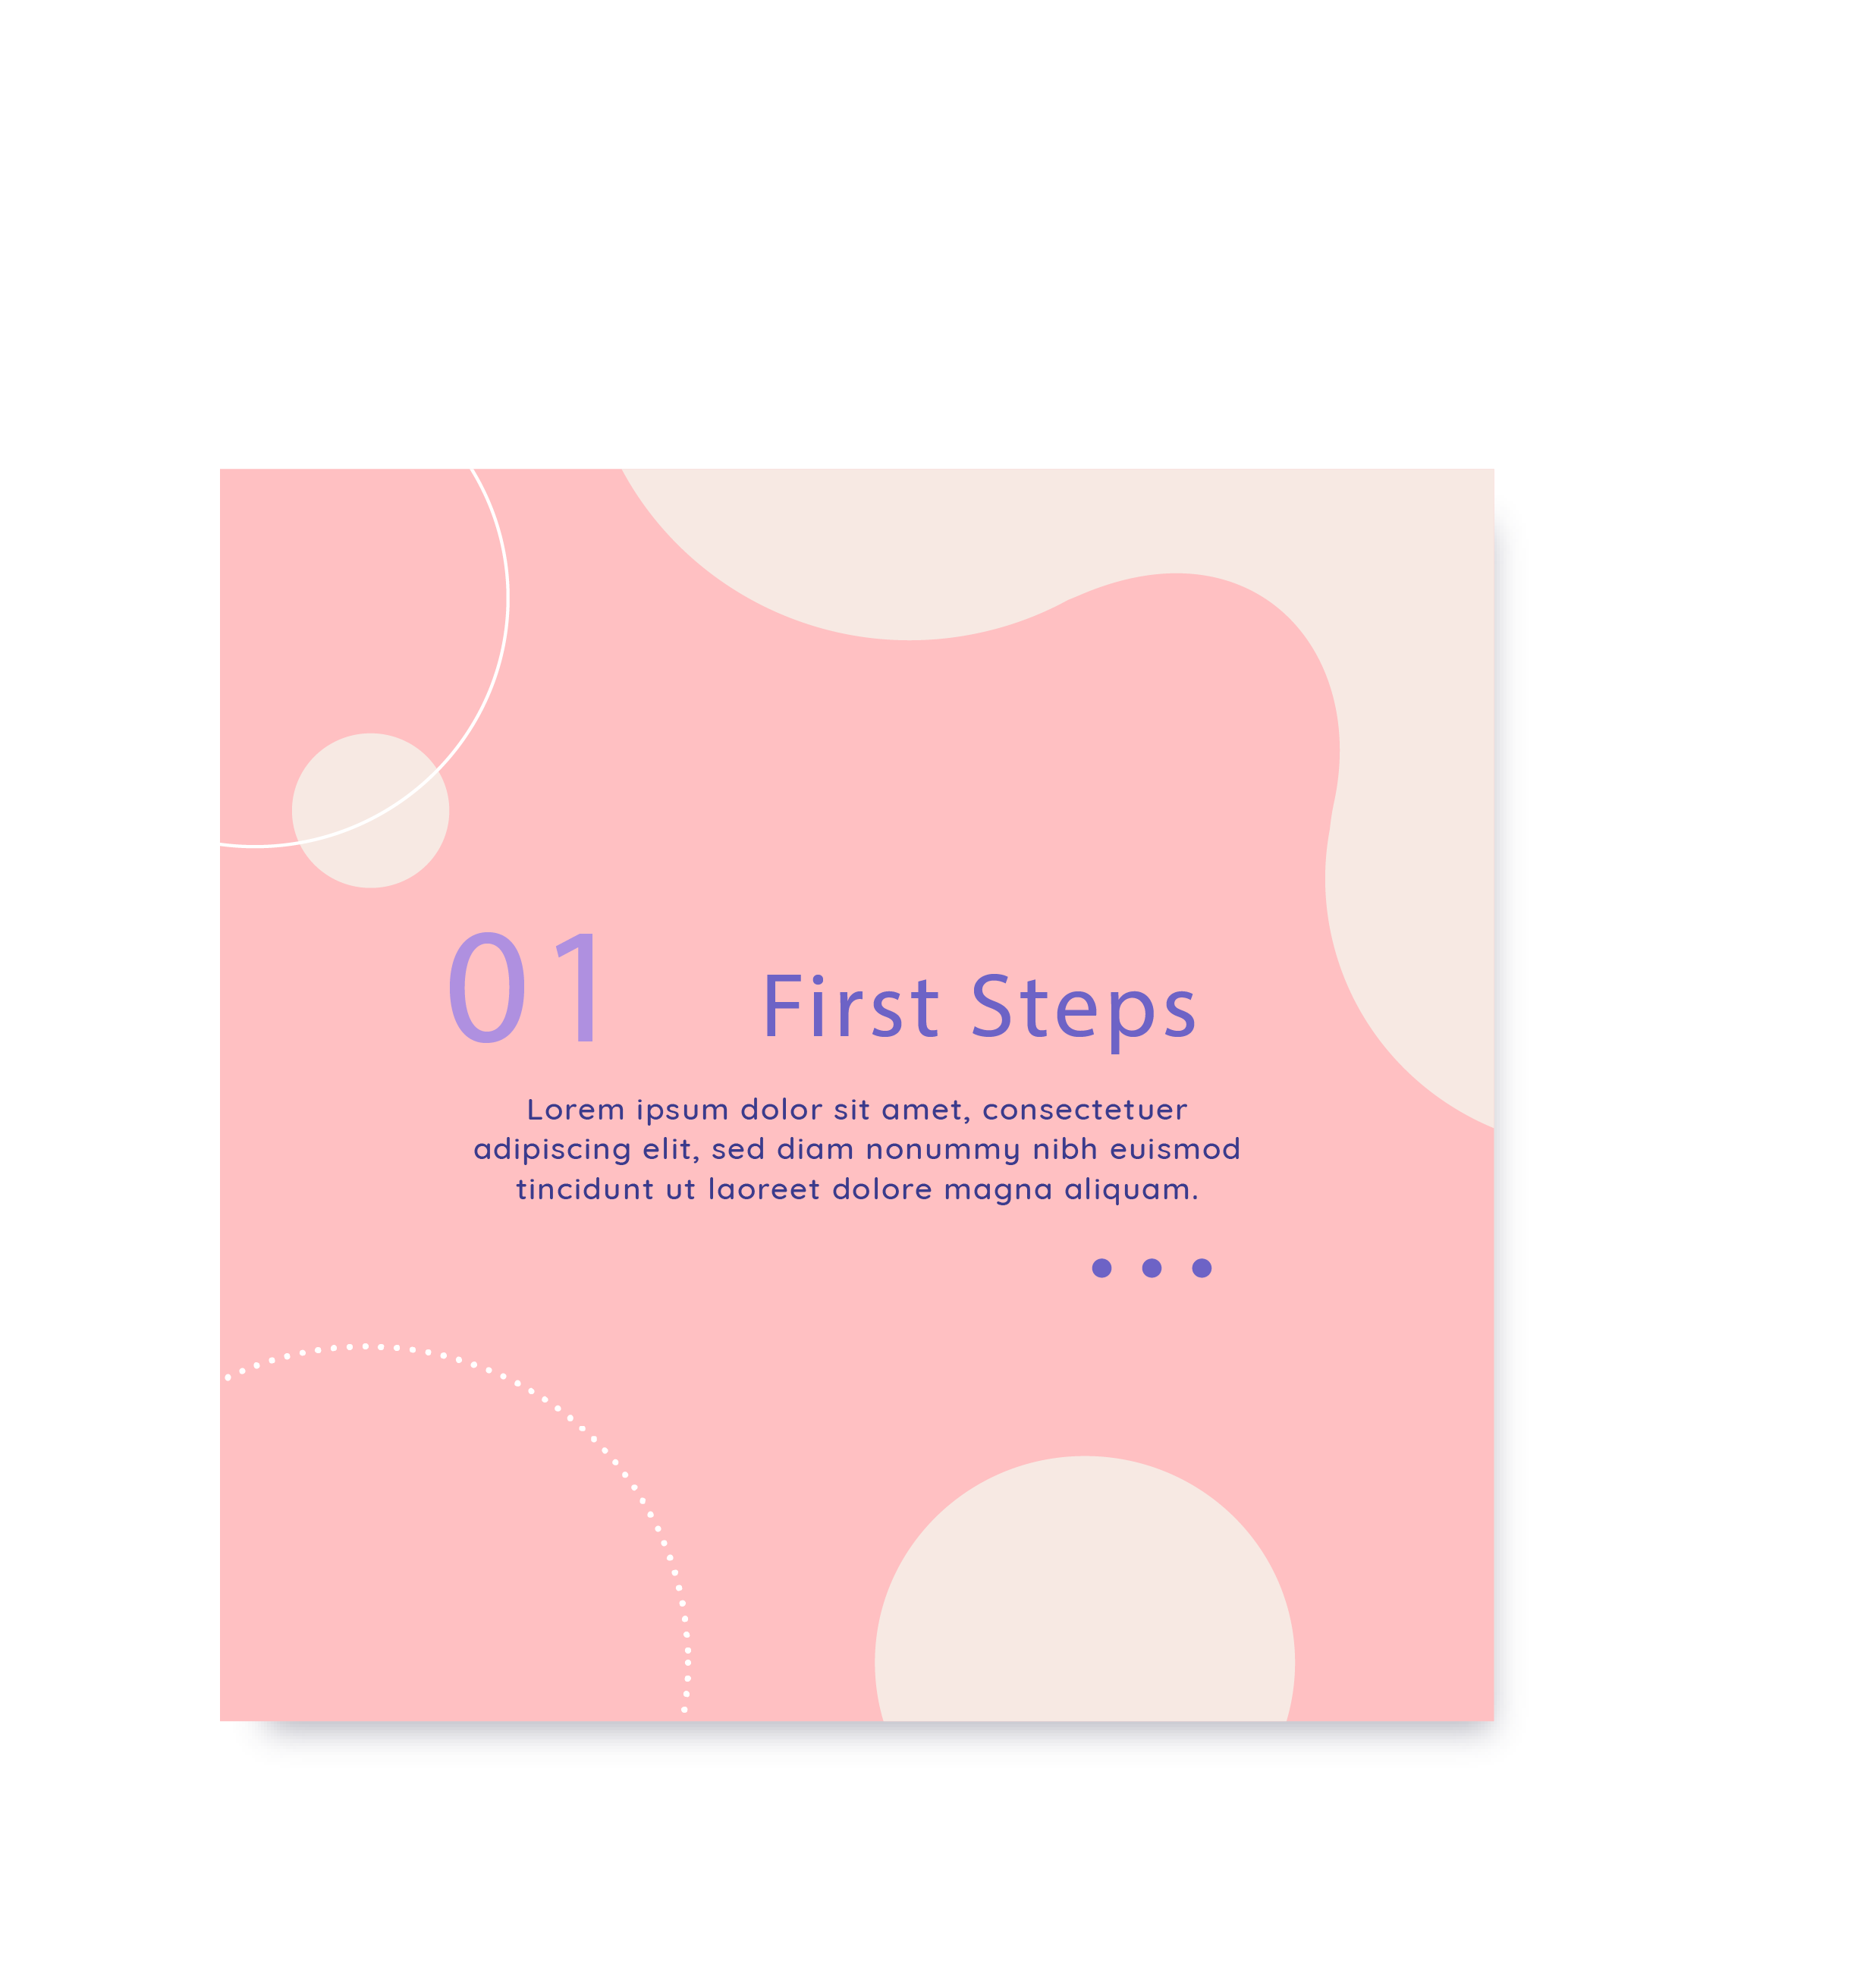 01 First Steps
Lorem ipsum dolor sit amet, consectetuer
adipiscing elit, sed diam nonummy nibh euismod
tincidunt ut laoreet dolore magna aliquam.